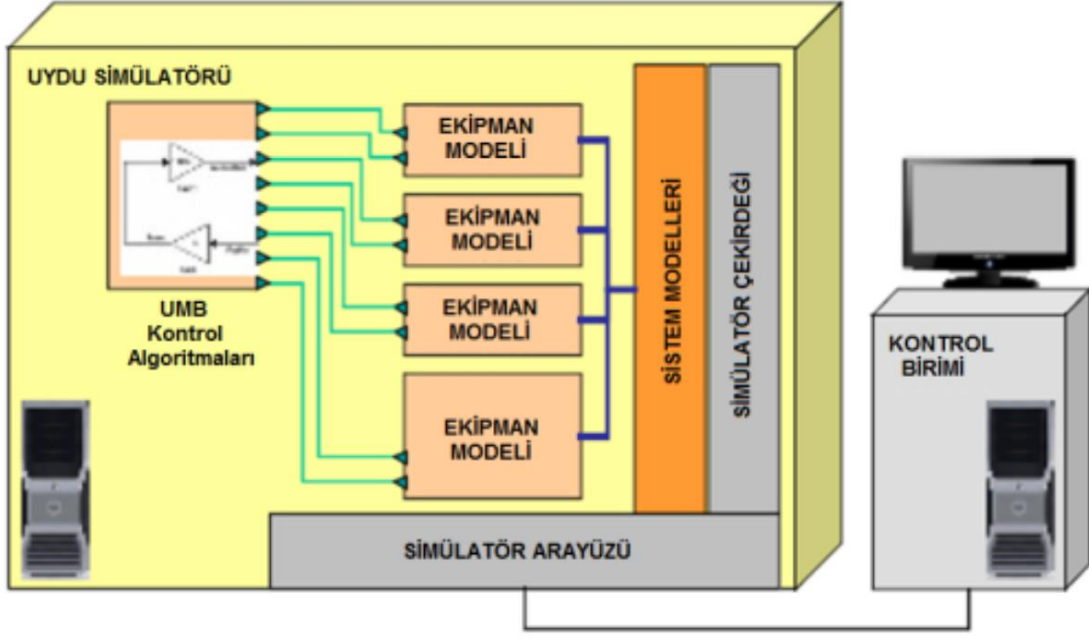 UYDU SİMÜLATÖRÜ
UMB
Kontrol
Algoritmaları
EKİPMAN
MODELİ
EKİPMAN
MODELİ
EKİPMAN
MODELİ
EKİPMAN
MODELİ
SİSTEM MODELLERİ
SİMÜLATÖR ÇEKİRDEĞİ
SİMÜLATÖR ARAYÜZÜ
KONTROL
BİRİMİ